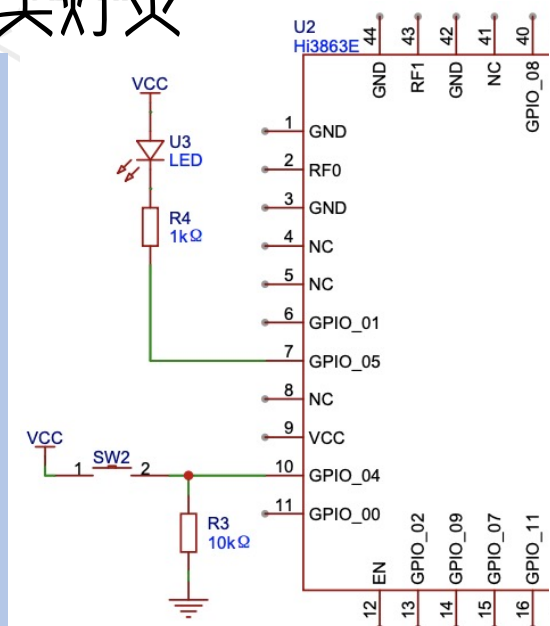 U2
Hi3863E
44
43
42
41
40
GND
RF1
GND
NC
GPIO_08
VCC
U3
LED
R4
1kΩ
1
GND
2
RF0
3
GND
4
NC
5
NC
6
GPIO_01
7
GPIO_05
8
NC
9
VCC
10
GPIO_04
11
GPIO_00
VCC
SW2
1
2
R3
10kΩ
EN
GPIO_02
GPIO_09
GPIO_07
GPIO_11
12
13
14
15
16